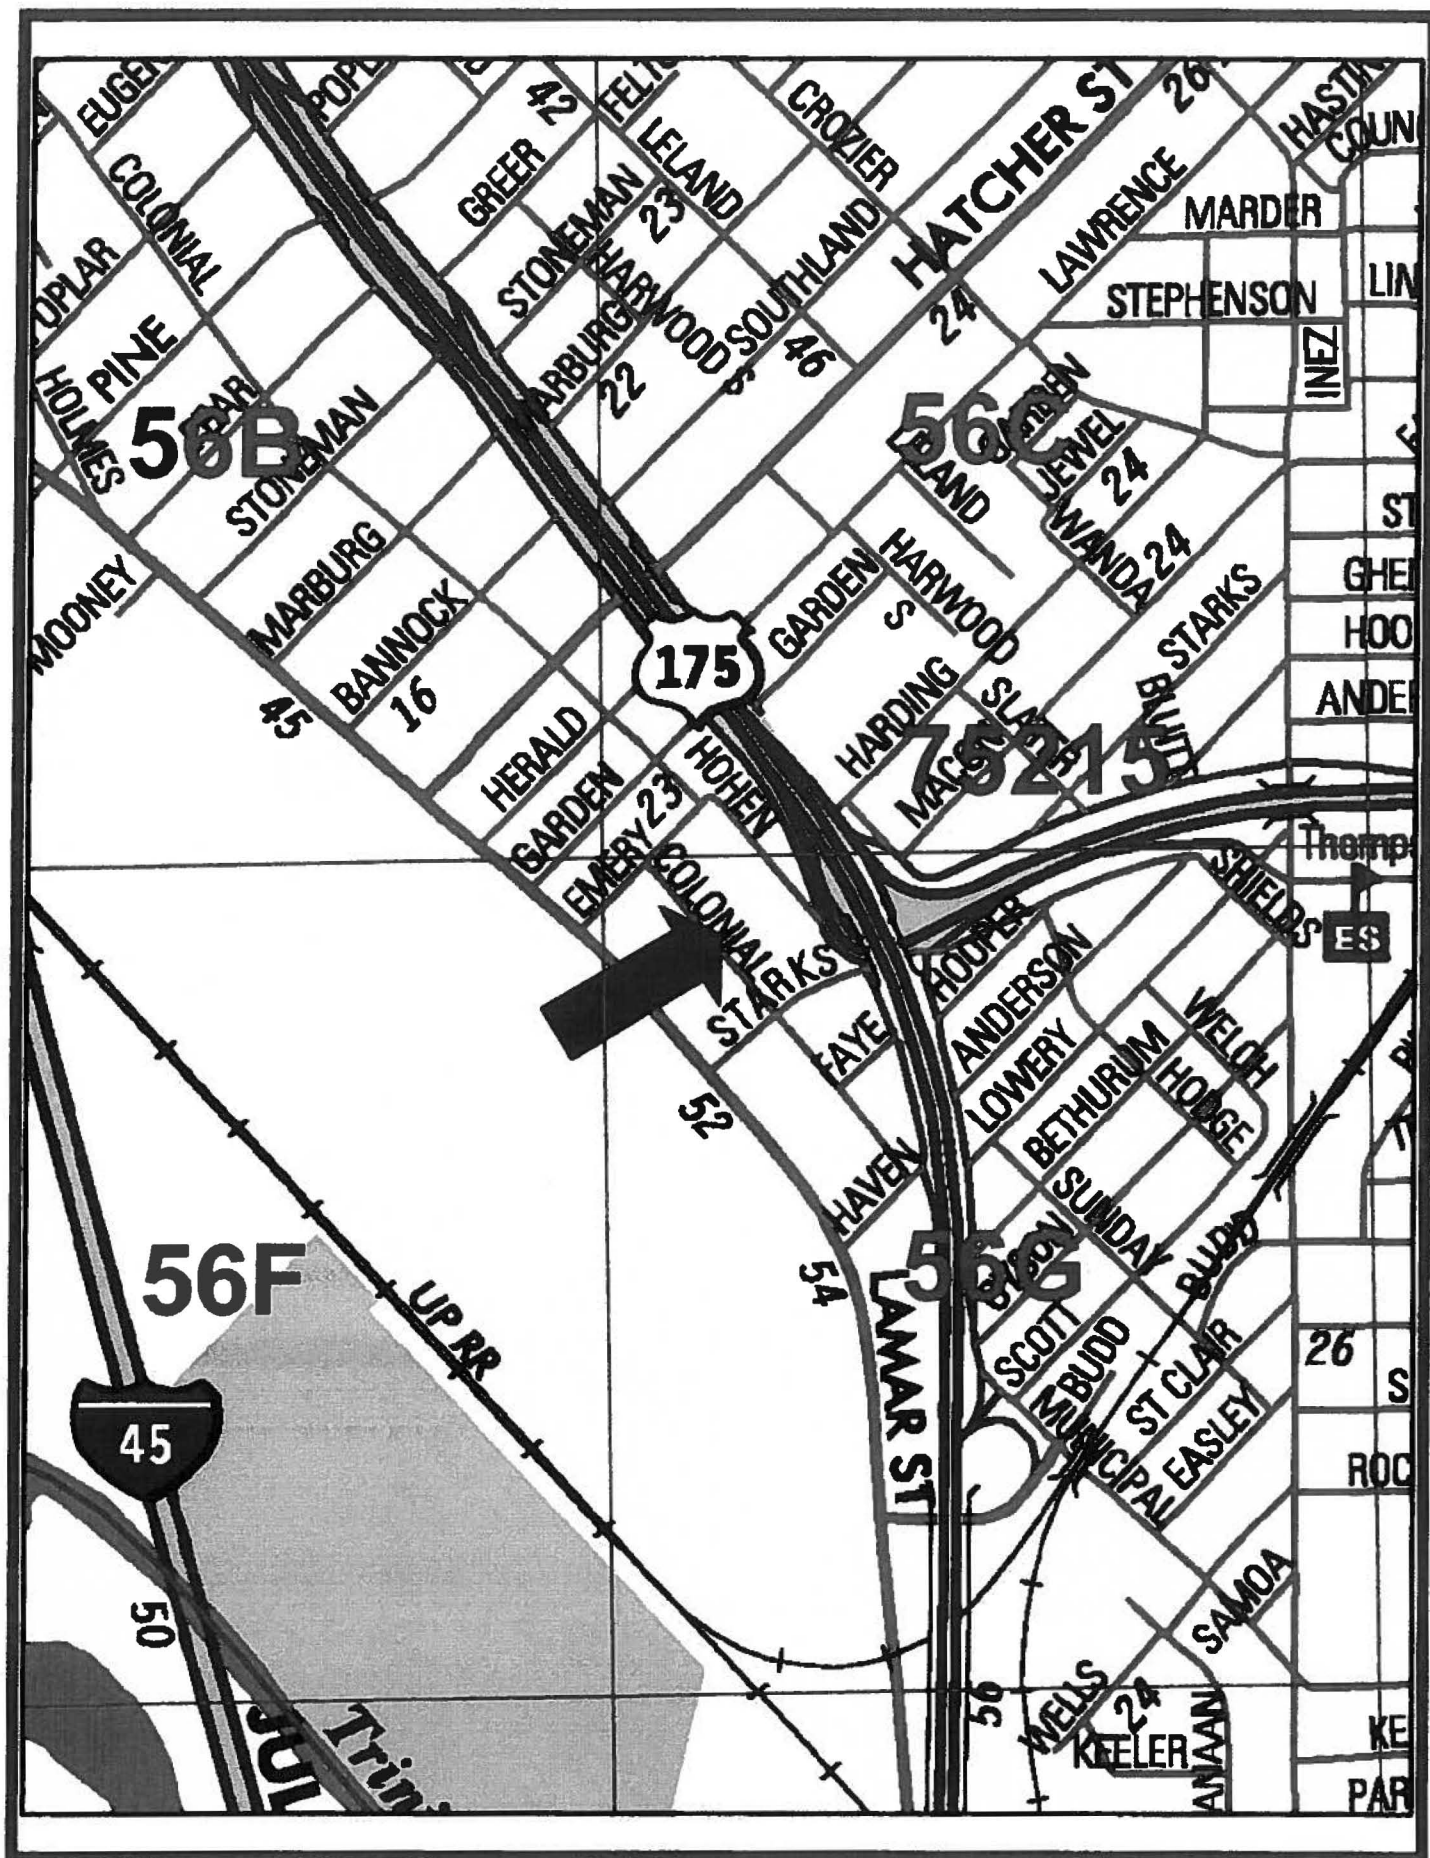 COLONIAL
GREER
42
LELAND
CROZIER
HATCHER ST
26
MARDER
LAWRENCE
STONEMAN
23
HARWOOD
S
SOUTHLAND
STEPHENSON
24
46
INEZ
PINE
HOLMES
22
56B
STONEMAN
56C
JEWEL
24
WANDA
24
MOONEY
MARBURG
BANNOCK
16
45
175
GARDEN
HARWOOD
S
STARKS
HARDING
75215
HERALD
HOHEN
GARDEN
23
EMERY
COLONIAL
STARKS
SHIELDS
ES
HOOPER
ANDERSON
FAYE
LOWERY
WELCH
BETHURUM
HODGE
52
HAVEN
SUNDAY
BUDD
56F
56G
54
UP RR
LAMAR ST
SCOTT
BUDD
ST CLAIR
26
MUNICIPAL
EASLEY
45
50
SAMOA
WELLS
24
56
KEELER